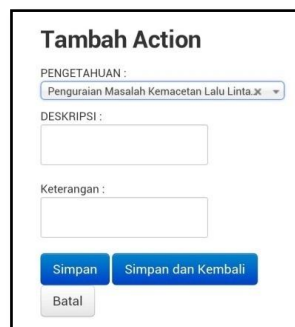 Tambah Action
PENGETAHUAN :
Penguraian Masalah Kemacetan Lalu Linta..
DESKRIPSI :
Keterangan :
Simpan Simpan dan Kembali
Batal